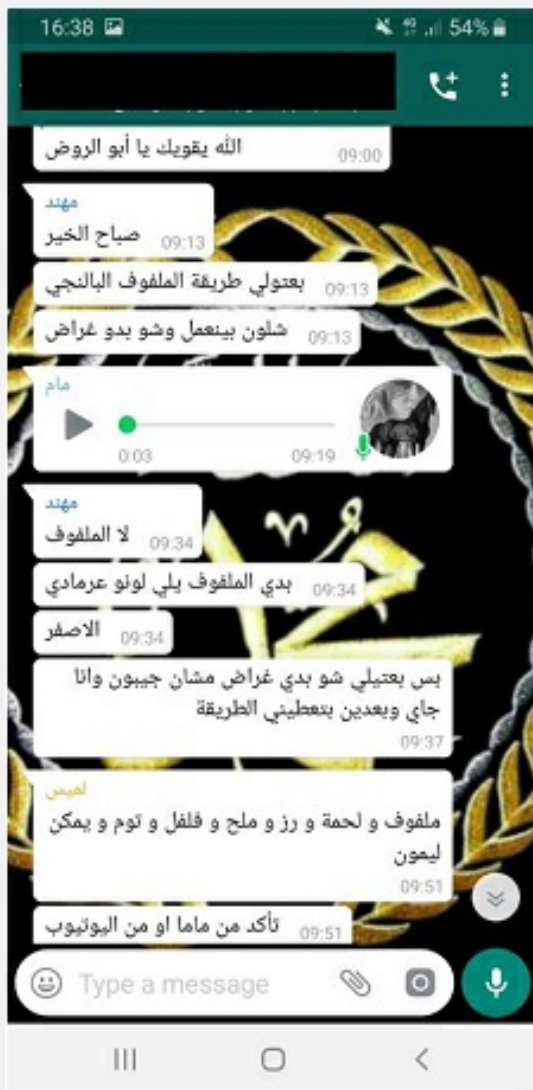 16:38 54%
الله يقويك يا أبو الروض
09:00
مهند
صباح الخير 09:13
بعتولي طريقة الملفوف البالنجي 09:13
شلون بينعمل وشو بدو غراض 09:13
مام
0:03 09:19
مهند
لا الملفوف 09:34
بدي الملفوف يلي لونو عرمادي 09:34
الاصفر 09:34
بس بعتيلي شو بدي غراض مشان جيبون وانا
جاي وبعدين بتعطيني الطريقة
09:37
لميس
ملفوف و لحمة و رز و ملح و فلفل و توم و يمكن
ليمون
09:51
تأكد من ماما او من اليوتيوب 09:51
Type a message